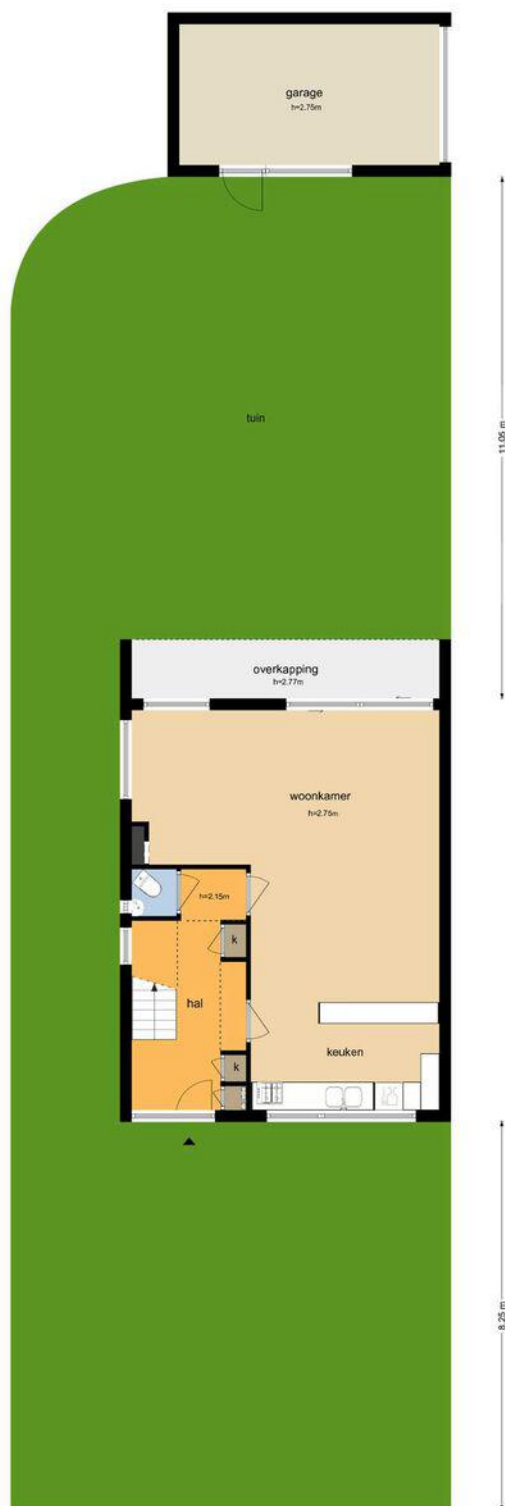 garage
h=2.75m
11.05 m
tuin
overkapping
h=2.77m
woonkamer
h=2.75m
h=2.15m
k
hal
keuken
k
8.25 m